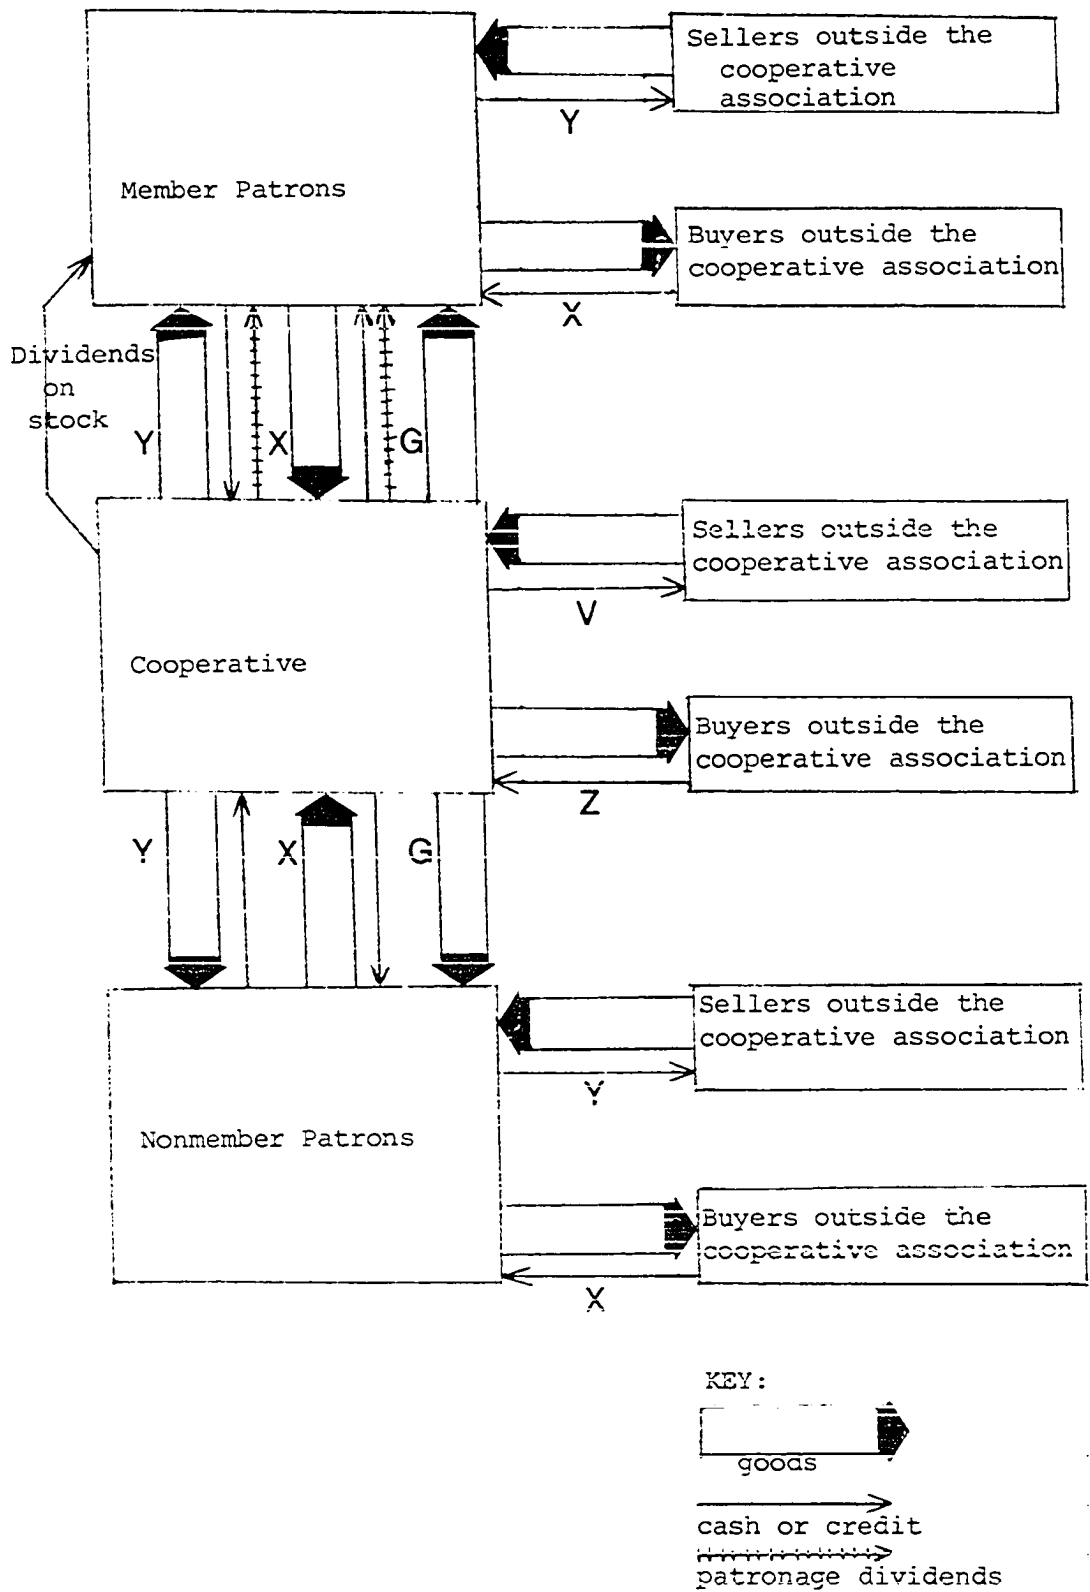 Sellers outside the
cooperative
association
Y
Member Patrons
Buyers outside the
cooperative association
X
Dividends
on
stock
Y
X
G
Sellers outside the
cooperative association
V
Cooperative
Buyers outside the
cooperative association
Z
Y
X
G
Sellers outside the
cooperative association
Y
Nonmember Patrons
Buyers outside the
cooperative association
X
KEY:
goods
cash or credit
patronage dividends